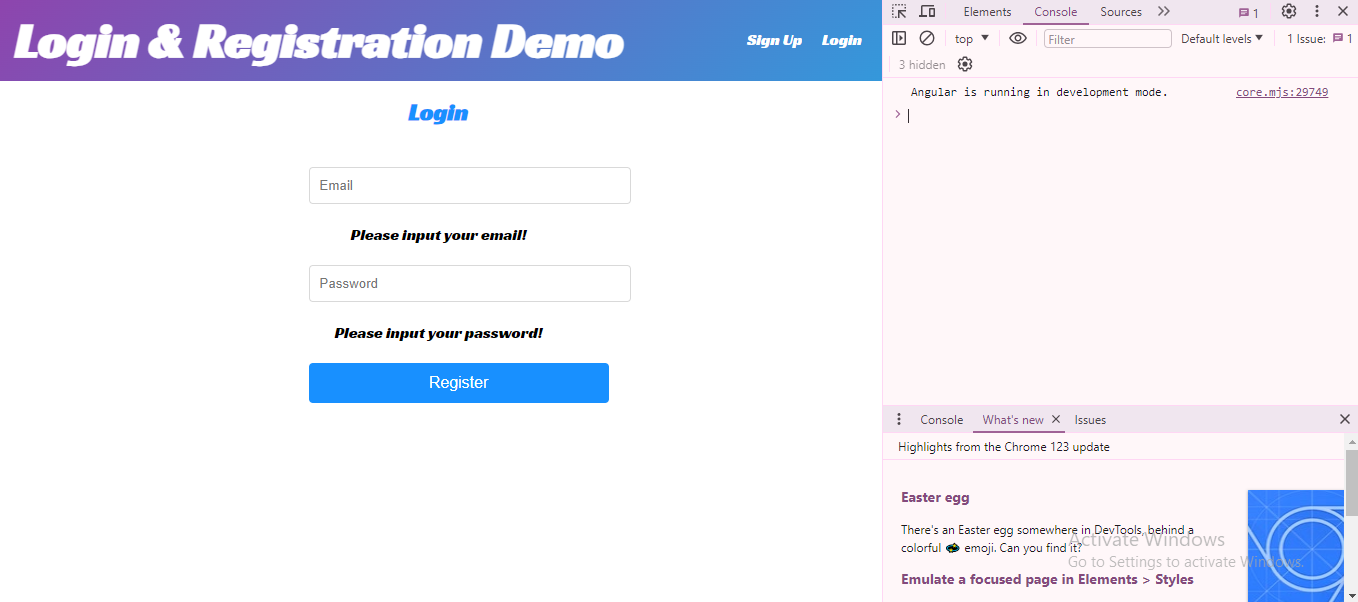 Login & Registration Demo
Sign Up Login
Login
Email
Please input your email!
Password
Please input your password!
Register
Elements Console Sources 1
top Filter Default levels 1 Issue: 1
3 hidden
Angular is running in development mode. core.mjs:29749
Console What's new Issues
Highlights from the Chrome 123 update
Easter egg
There's an Easter egg somewhere in DevTools, behind a
colorful emoji. Can you find it?
Emulate a focused page in Elements > Styles
Activate Windows
Go to Settings to activate Windows.